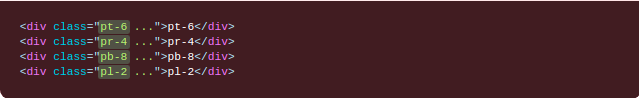 <div class="pt-6 ...">pt-6</div>
<div class="pr-4 ...">pr-4</div>
<div class="pb-8 ...">pb-8</div>
<div class="pl-2 ...">pl-2</div>